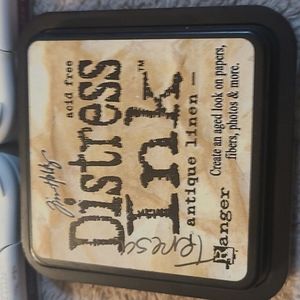 Tim Holtz
acid free
Distress
Ink™
antique linen —
Teresa
Ranger
Create an aged look on papers,
fibers, photos & more.